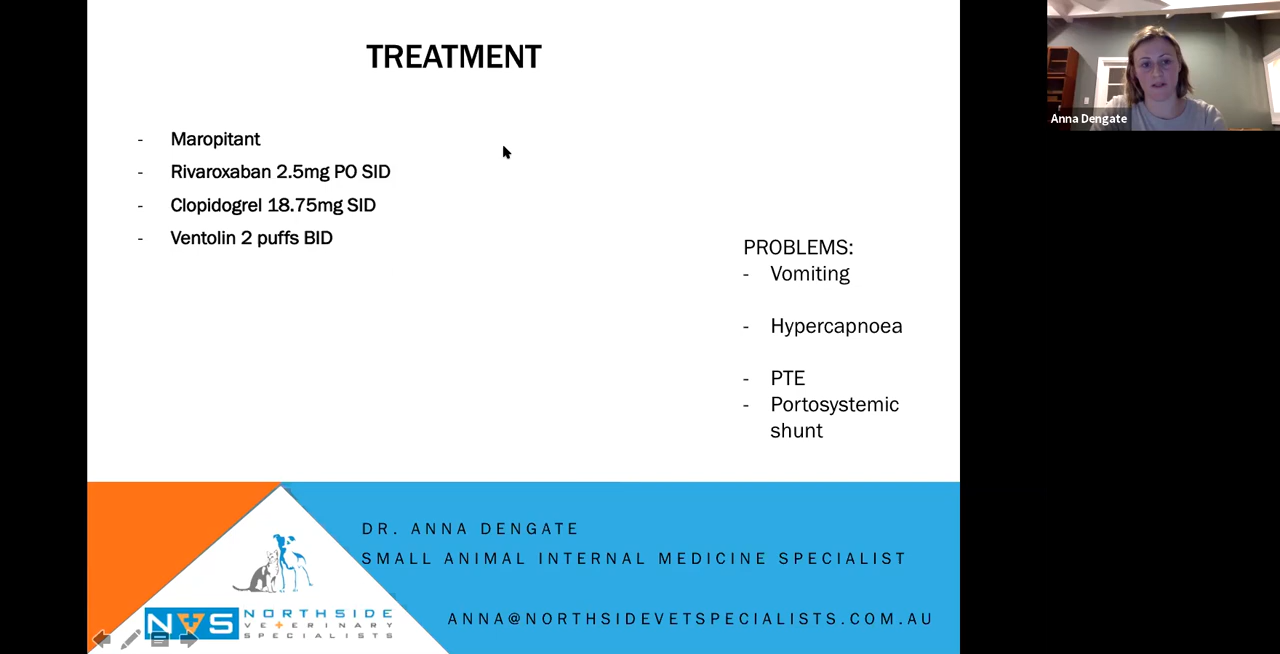 TREATMENT
- Maropitant
- Rivaroxaban 2.5mg PO SID
- Clopidogrel 18.75mg SID
- Ventolin 2 puffs BID
PROBLEMS:
- Vomiting
- Hypercapnoea
- PTE
- Portosystemic
shunt
Anna Dengate
DR. ANNA DENGATE
SMALL ANIMAL INTERNAL MEDICINE SPECIALIST
ANNA@NORTHSIDEVETSPECIALISTS.COM.AU
NVS
NORTHSIDE
VETERINARY
SPECIALISTS